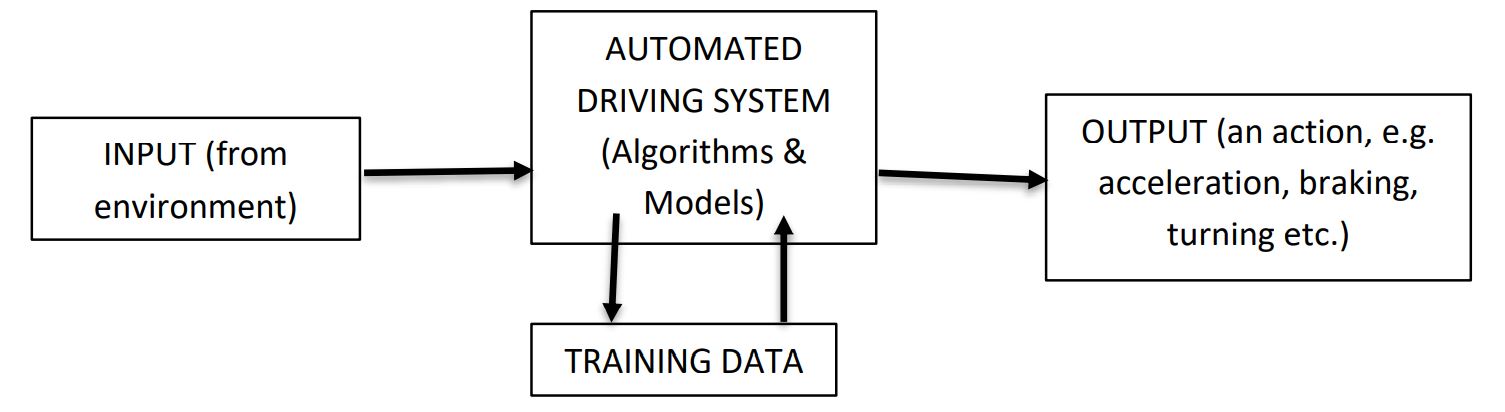 INPUT (from
environment)
AUTOMATED
DRIVING SYSTEM
(Algorithms &
Models)
OUTPUT (an action, e.g.
acceleration, braking,
turning etc.)
TRAINING DATA